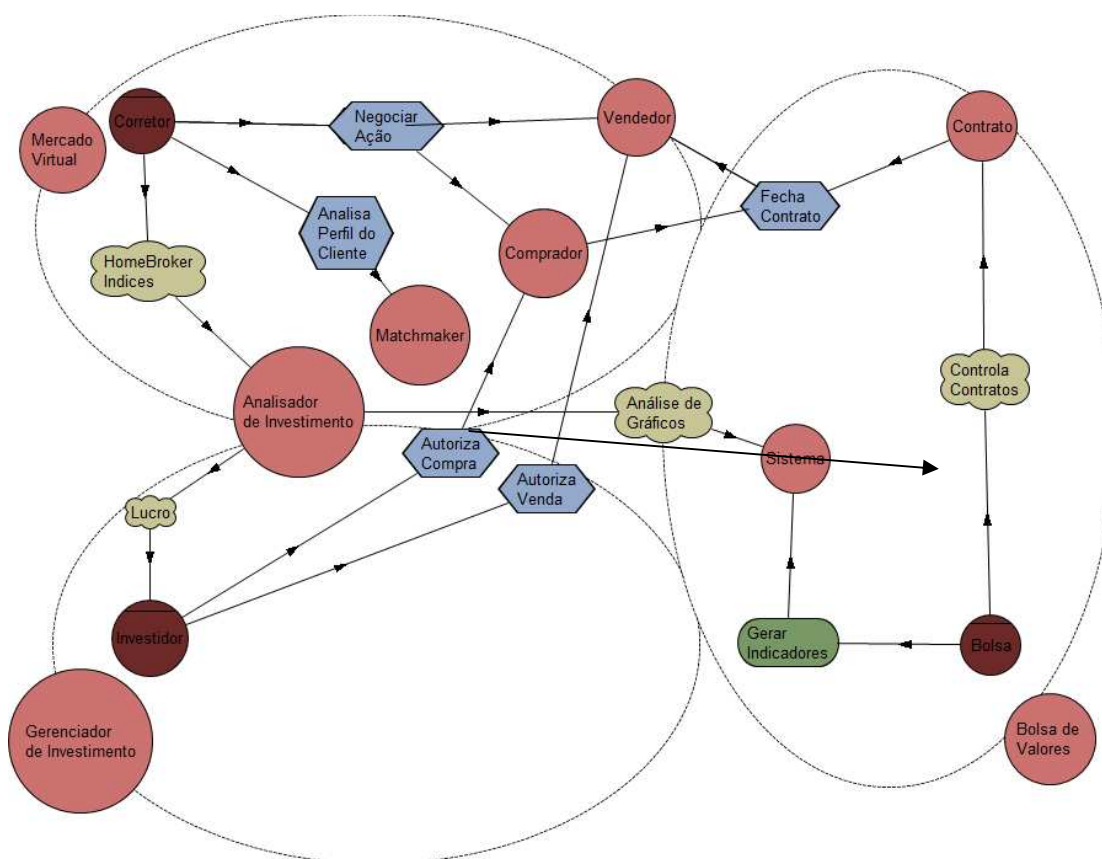 Mercado
Virtual
Corretor
Negociar
Ação
Vendedor
Contrato
Analisa
Perfil do
Cliente
Fecha
Contrato
HomeBroker
Indices
Comprador
Matchmaker
Analisador
de Investimento
Análise de
Gráficos
Controla
Contratos
Autoriza
Compra
Sistema
Autoriza
Venda
Lucro
Investidor
Gerar
Indicadores
Bolsa
Gerenciador
de Investimento
Bolsa de
Valores